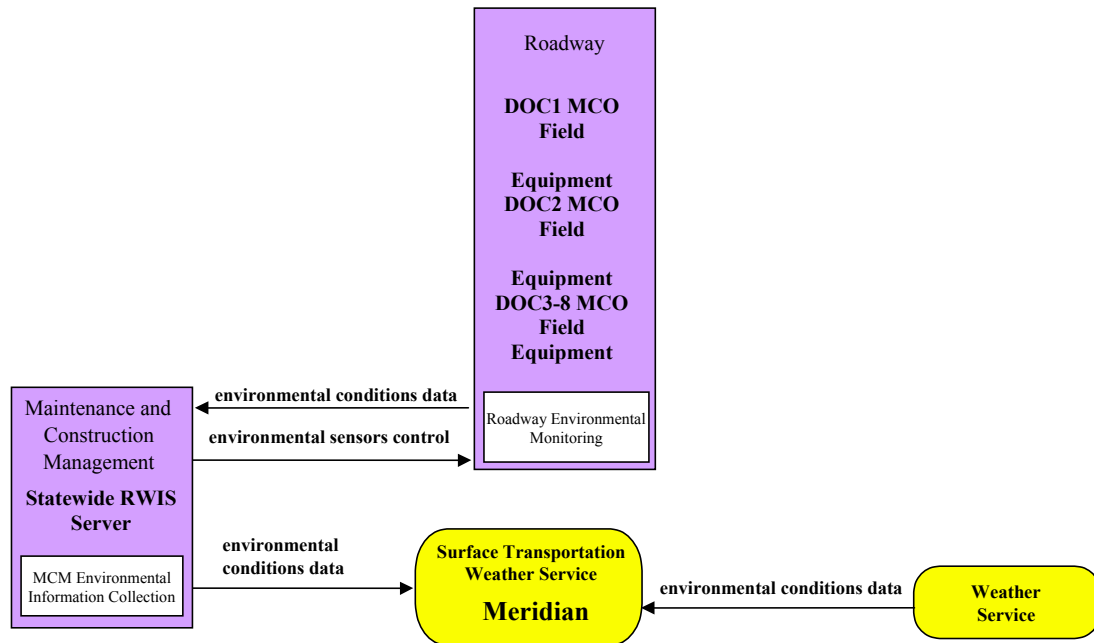 Roadway
DOC1 MCO
Field
Equipment
DOC2 MCO
Field
Equipment
DOC3-8 MCO
Field
Equipment
Roadway Environmental
Monitoring
environmental conditions data
environmental sensors control
Maintenance and
Construction
Management
Statewide RWIS
Server
MCM Environmental
Information Collection
environmental
conditions data
Surface Transportation
Weather Service
Meridian
environmental conditions data
Weather
Service